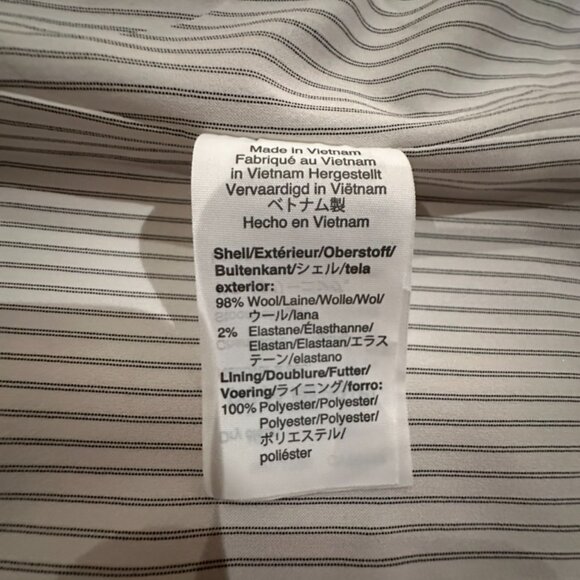 Made in Vietnam
Fabriqué au Vietnam
in Vietnam Hergestellt
Vervaardigd in Viëtnam
ベトナム製
Hecho en Vietnam
Shell/Extérieur/Oberstoff/
Buitenkant/シェル/tela
exterior:
98% Wool/Laine/Wolle/Wol/
ウール/lana
2% Elastane/Élasthanne/
Elastan/Elastaan/エラス
テーン/elastano
Lining/Doublure/Futter/
Voering/ライニング/forro:
100% Polyester/Polyester/
Polyester/Polyester/
ポリエステル/
poliéster